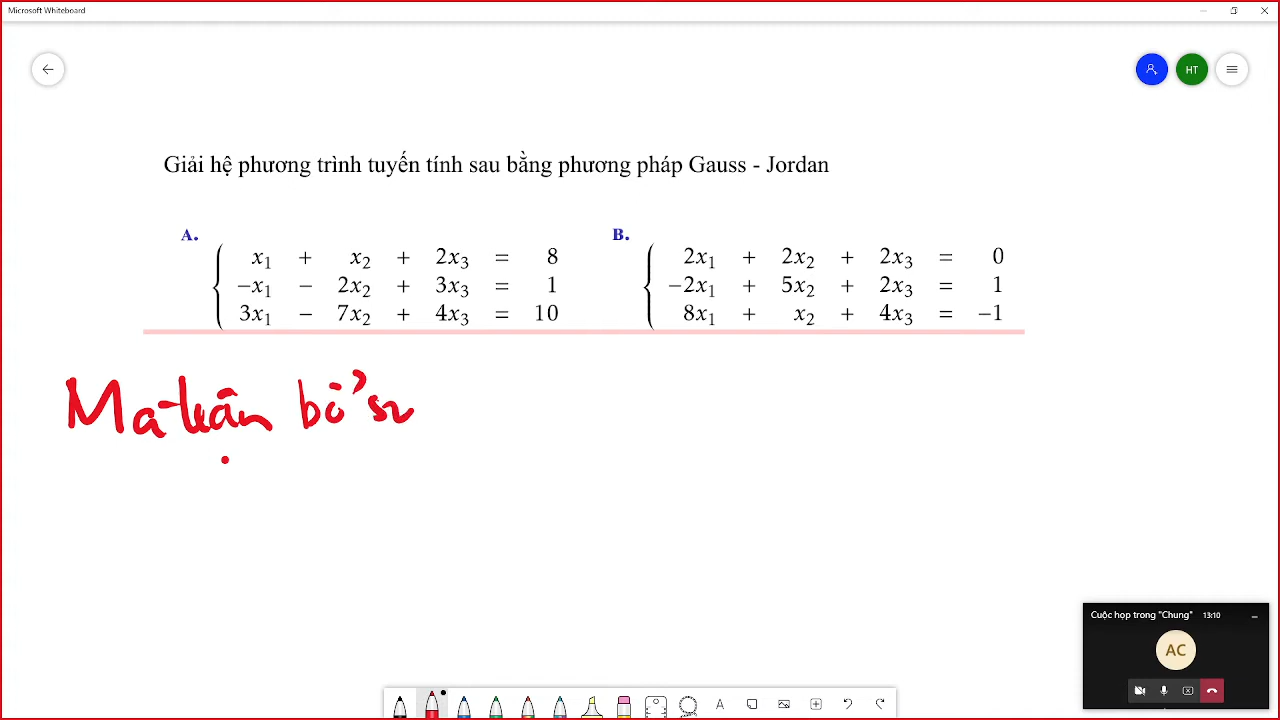 Microsoft Whiteboard
HT
Giải hệ phương trình tuyến tính sau bằng phương pháp Gauss - Jordan
A.
x₁ + x₂ + 2x₃ = 8
−x₁ − 2x₂ + 3x₃ = 1
3x₁ − 7x₂ + 4x₃ = 10
B.
2x₁ + 2x₂ + 2x₃ = 0
−2x₁ + 5x₂ + 2x₃ = 1
8x₁ + x₂ + 4x₃ = −1
Ma trận bổ su
Cuộc họp trong "Chung" 13:10
AC